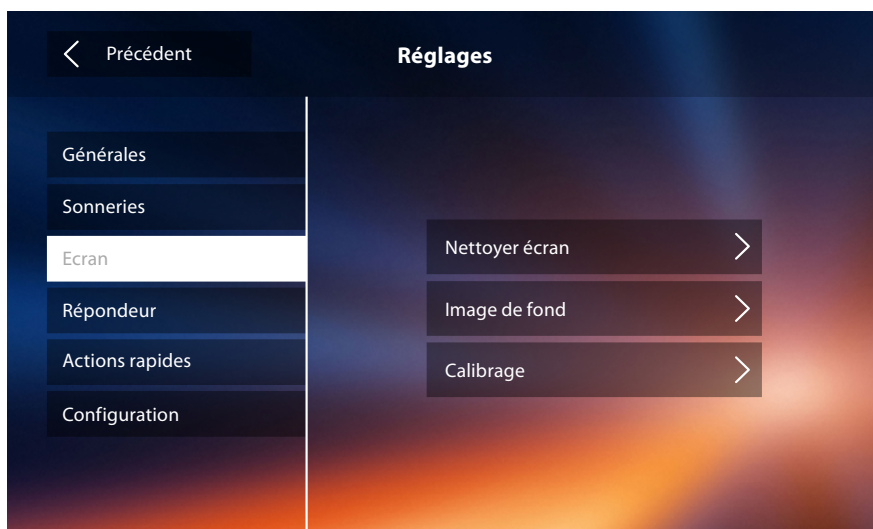 Précédent
Réglages
Générales
Sonneries
Ecran
Répondeur
Actions rapides
Configuration
Nettoyer écran
Image de fond
Calibrage